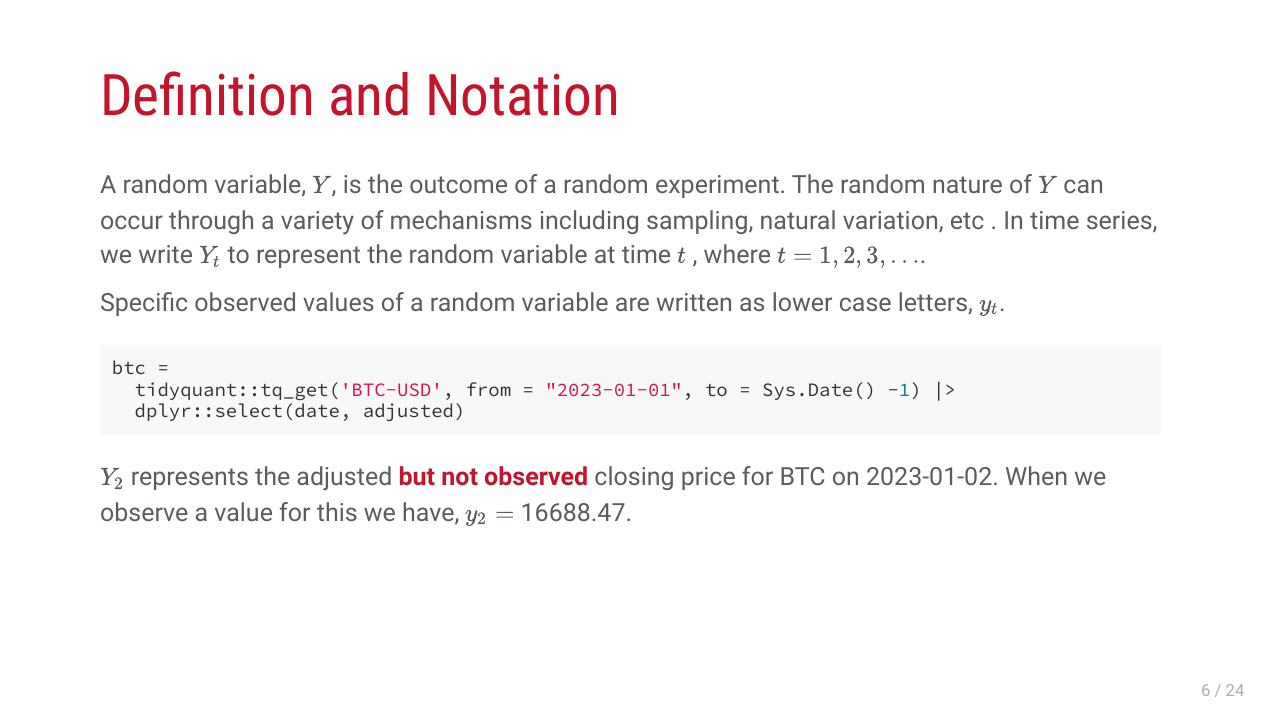 Definition and Notation
A random variable, Y, is the outcome of a random experiment. The random nature of Y can
occur through a variety of mechanisms including sampling, natural variation, etc . In time series,
we write Yₜ to represent the random variable at time t , where t = 1, 2, 3, . . ..
Specific observed values of a random variable are written as lower case letters, yₜ.
btc =
  tidyquant::tq_get('BTC-USD', from = "2023-01-01", to = Sys.Date() -1) |>
  dplyr::select(date, adjusted)
Y₂ represents the adjusted but not observed closing price for BTC on 2023-01-02. When we
observe a value for this we have, y₂ = 16688.47.
6 / 24